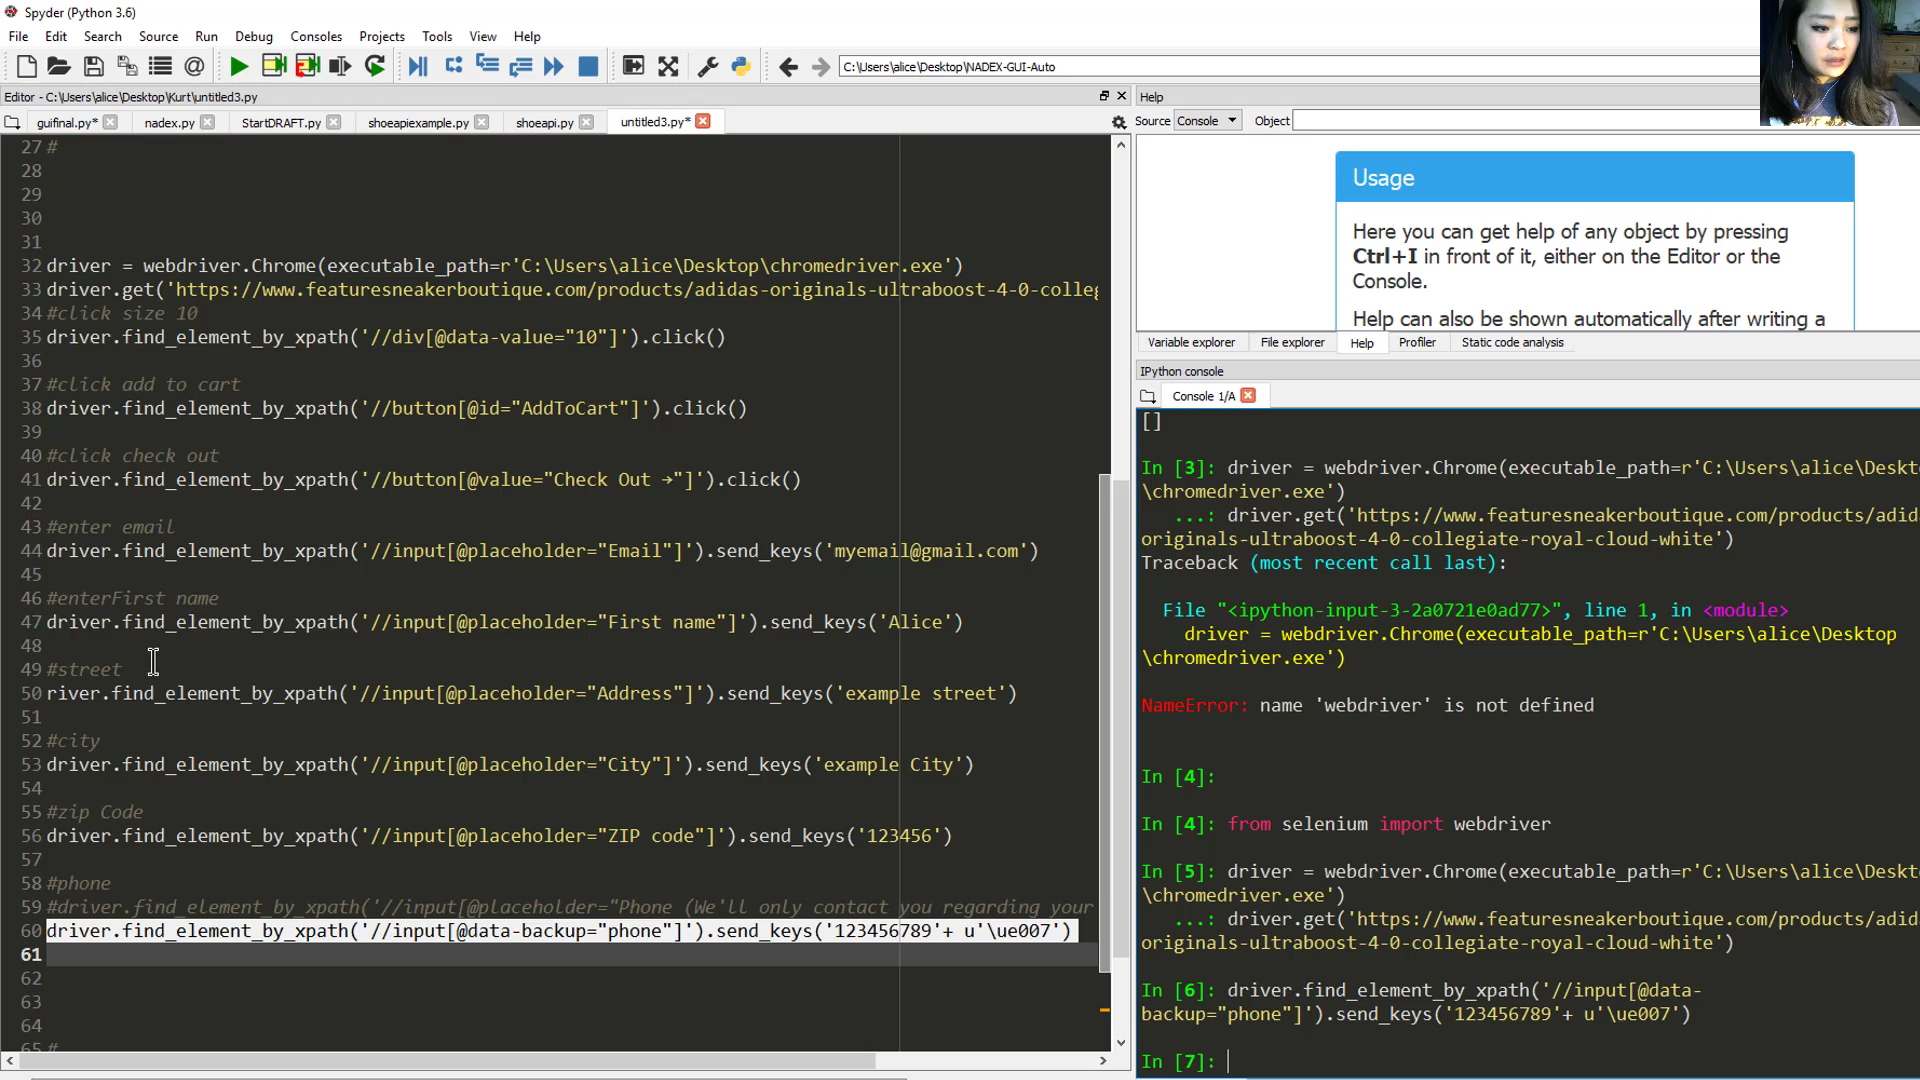 Spyder (Python 3.6)
File Edit Search Source Run Debug Consoles Projects Tools View Help
C:\Users\alice\Desktop\NADEX-GUI-Auto
Editor - C:\Users\alice\Desktop\Kurt\untitled3.py
guifinal.py* nadex.py StartDRAFT.py shoeapiexample.py shoeapi.py untitled3.py*
27 #
28
29
30
31
32 driver = webdriver.Chrome(executable_path=r'C:\Users\alice\Desktop\chromedriver.exe')
33 driver.get('https://www.featuresneakerboutique.com/products/adidas-originals-ultraboost-4-0-colleg
34 #click size 10
35 driver.find_element_by_xpath('//div[@data-value="10"]').click()
36
37 #click add to cart
38 driver.find_element_by_xpath('//button[@id="AddToCart"]').click()
39
40 #click check out
41 driver.find_element_by_xpath('//button[@value="Check Out →"]').click()
42
43 #enter email
44 driver.find_element_by_xpath('//input[@placeholder="Email"]').send_keys('myemail@gmail.com')
45
46 #enterFirst name
47 driver.find_element_by_xpath('//input[@placeholder="First name"]').send_keys('Alice')
48
49 #street
50 river.find_element_by_xpath('//input[@placeholder="Address"]').send_keys('example street')
51
52 #city
53 driver.find_element_by_xpath('//input[@placeholder="City"]').send_keys('example City')
54
55 #zip Code
56 driver.find_element_by_xpath('//input[@placeholder="ZIP code"]').send_keys('123456')
57
58 #phone
59 #driver.find_element_by_xpath('//input[@placeholder="Phone (We'll only contact you regarding your
60 driver.find_element_by_xpath('//input[@data-backup="phone"]').send_keys('123456789'+ u'\ue007')
61
62
63
64
65 #
Help
Source Console Object
Usage
Here you can get help of any object by pressing
Ctrl+I in front of it, either on the Editor or the
Console.
Help can also be shown automatically after writing a
Variable explorer File explorer Help Profiler Static code analysis
IPython console
Console 1/A
[]
In [3]: driver = webdriver.Chrome(executable_path=r'C:\Users\alice\Deskto
\chromedriver.exe')
...: driver.get('https://www.featuresneakerboutique.com/products/adida
originals-ultraboost-4-0-collegiate-royal-cloud-white')
Traceback (most recent call last):
File "<ipython-input-3-2a0721e0ad77>", line 1, in <module>
driver = webdriver.Chrome(executable_path=r'C:\Users\alice\Desktop
\chromedriver.exe')
NameError: name 'webdriver' is not defined
In [4]:
In [4]: from selenium import webdriver
In [5]: driver = webdriver.Chrome(executable_path=r'C:\Users\alice\Deskto
\chromedriver.exe')
...: driver.get('https://www.featuresneakerboutique.com/products/adida
originals-ultraboost-4-0-collegiate-royal-cloud-white')
In [6]: driver.find_element_by_xpath('//input[@data-
backup="phone"]').send_keys('123456789'+ u'\ue007')
In [7]: